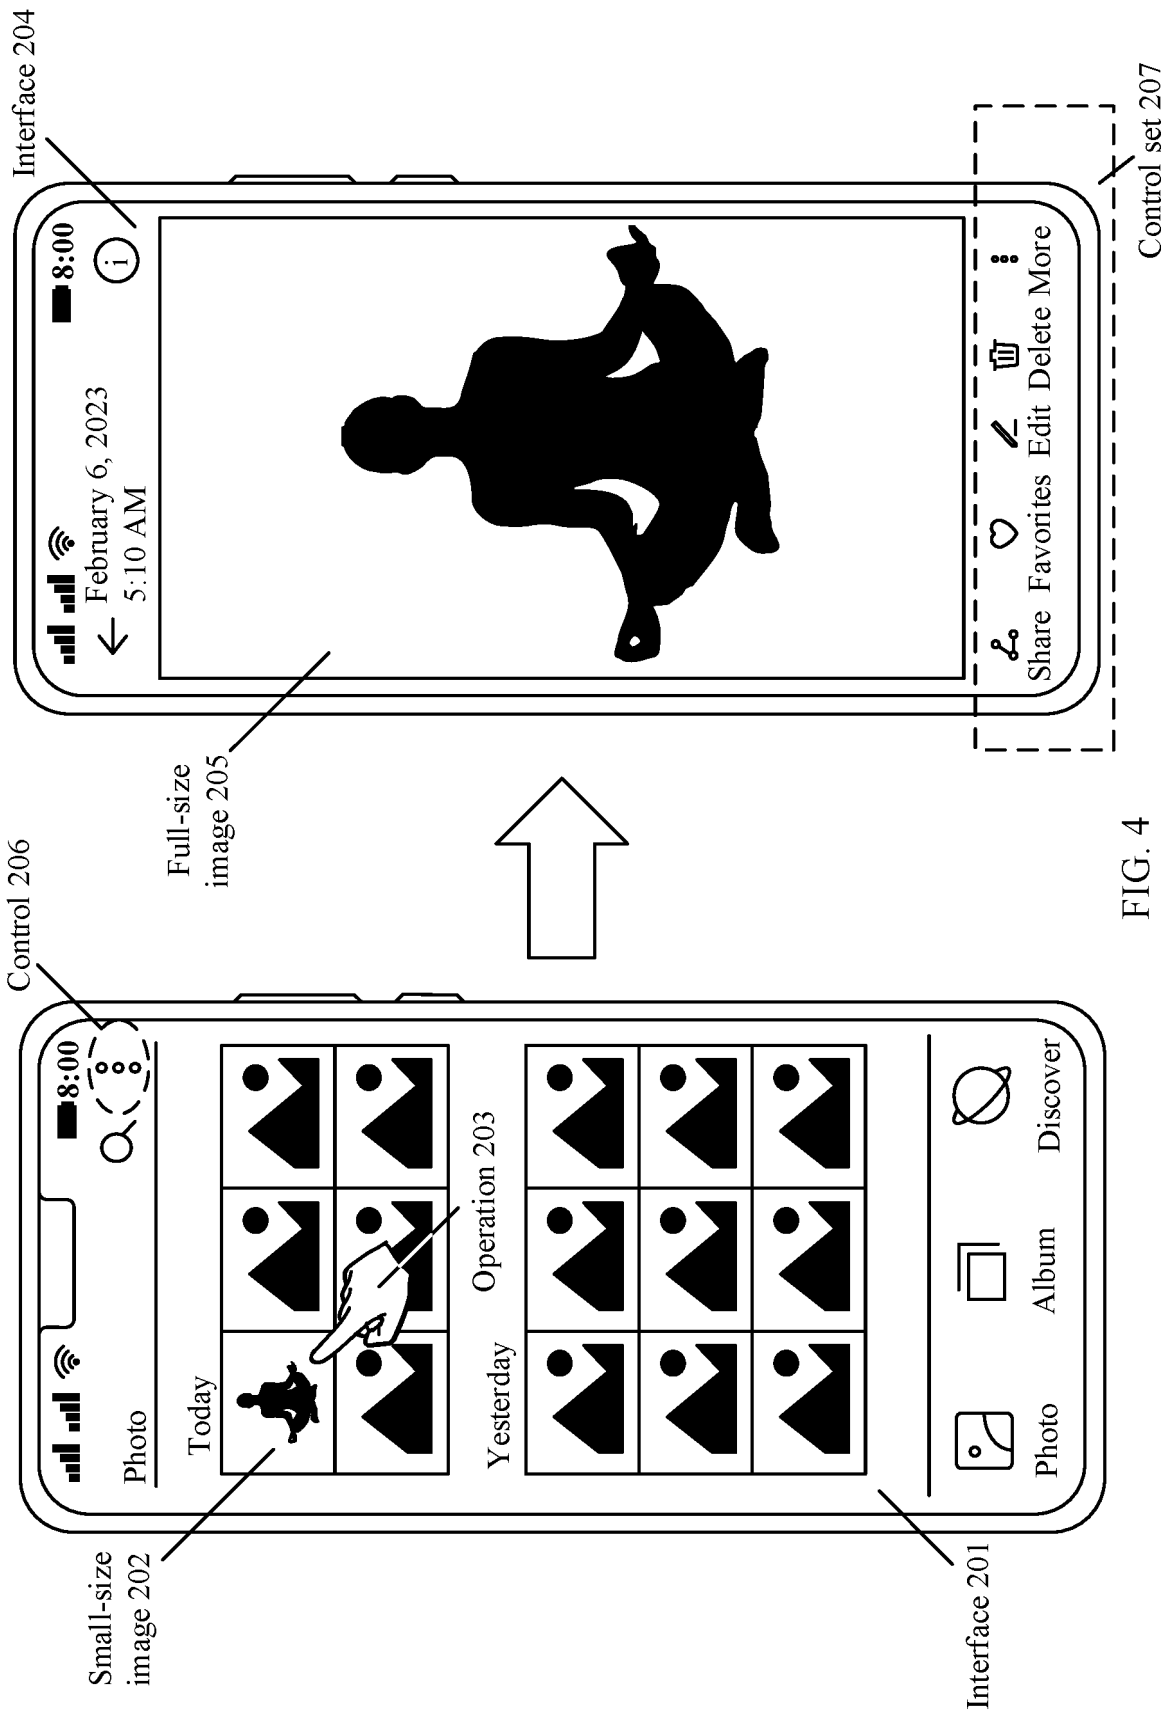 Small-size
image 202
Control 206
8:00
Photo
Today
Operation 203
Yesterday
Photo
Album
Discover
Interface 201
Full-size
image 205
Interface 204
8:00
February 6, 2023
5:10 AM
i
Share Favorites Edit Delete More
Control set 207
FIG. 4